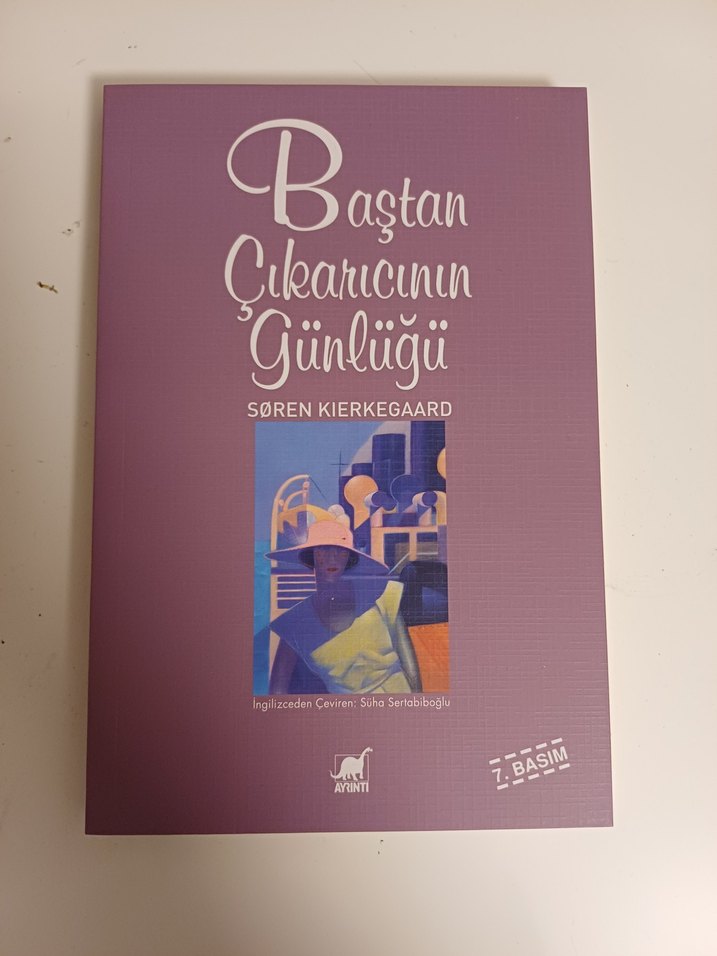 Baştan
Çıkarıcının
Günlüğü
SØREN KIERKEGAARD
İngilizceden Çeviren: Süha Sertabiboğlu
AYRINTI
7. BASIM